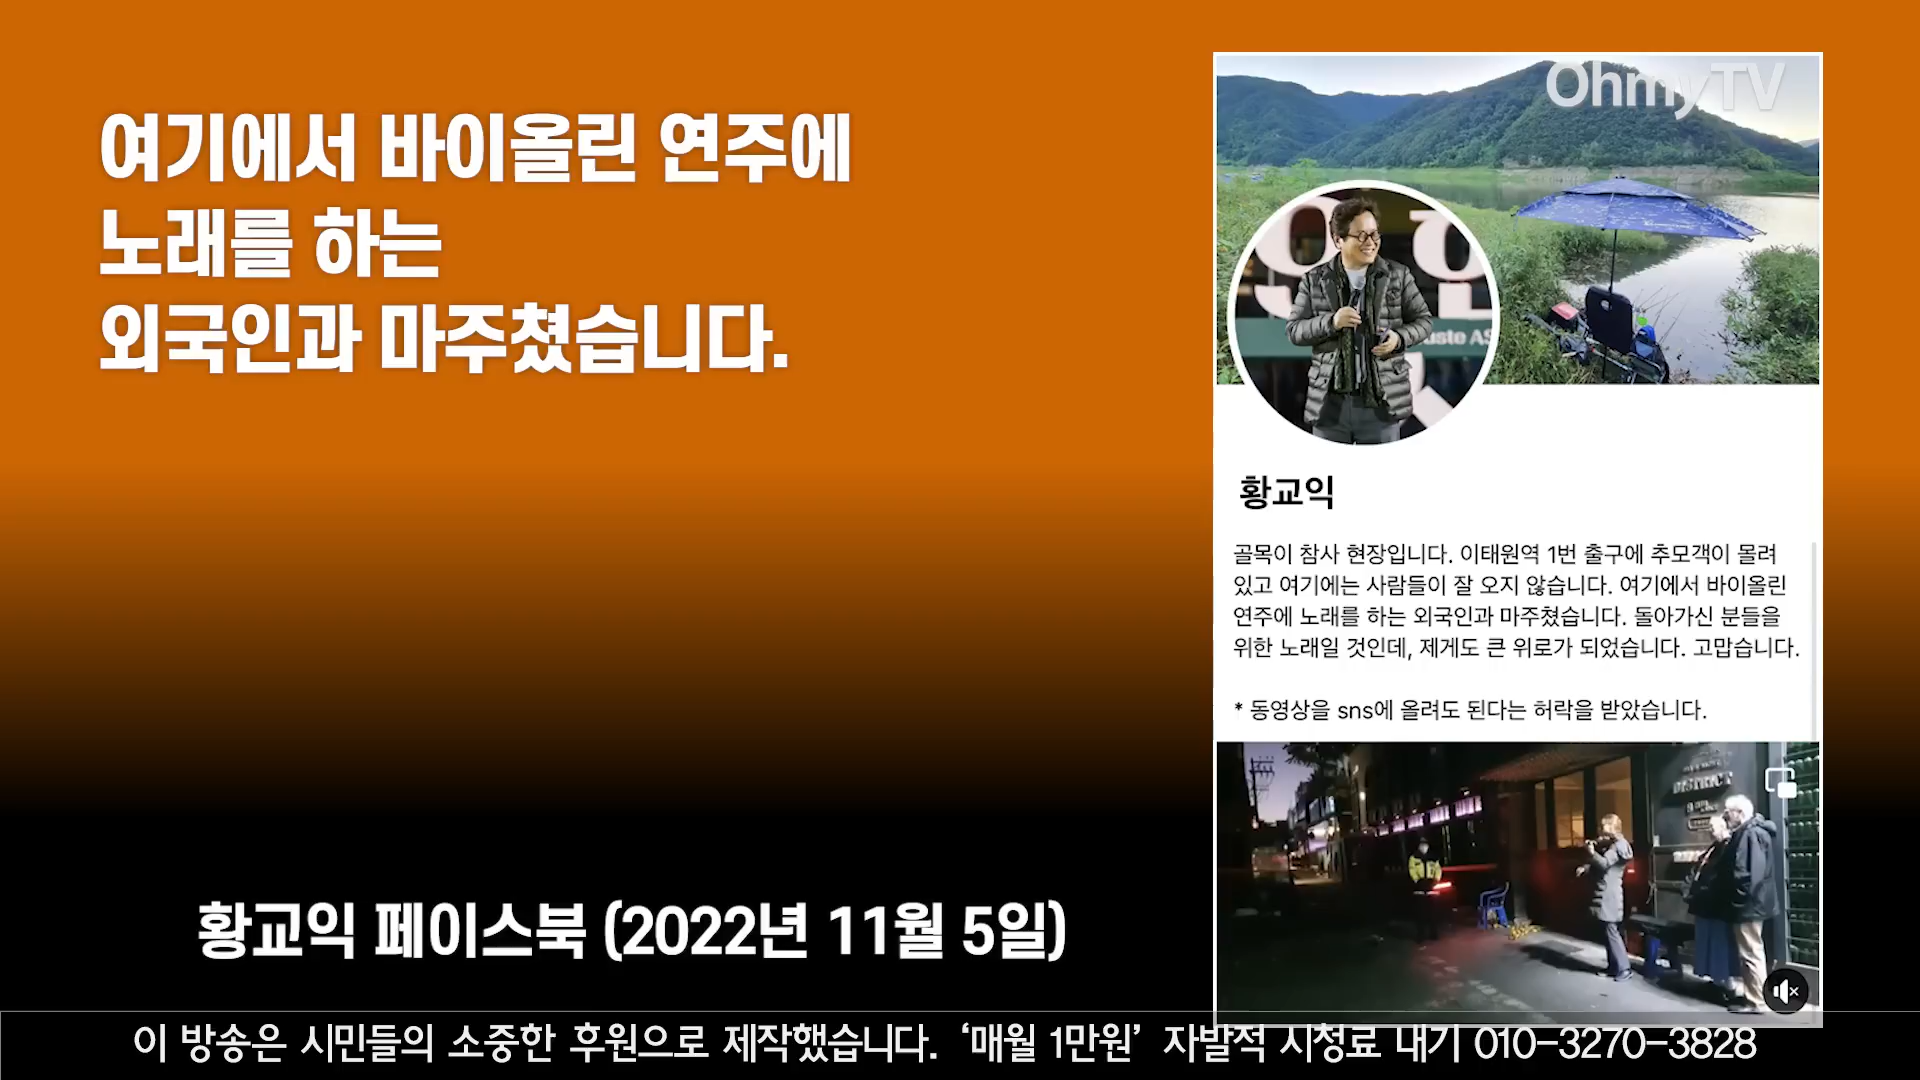 여기에서 바이올린 연주에
노래를 하는
외국인과 마주쳤습니다.
OhmyTV
uste AS
황교익
골목이 참사 현장입니다. 이태원역 1번 출구에 추모객이 몰려
있고 여기에는 사람들이 잘 오지 않습니다. 여기에서 바이올린
연주에 노래를 하는 외국인과 마주쳤습니다. 돌아가신 분들을
위한 노래일 것인데, 제게도 큰 위로가 되었습니다. 고맙습니다.
* 동영상을 sns에 올려도 된다는 허락을 받았습니다.
DISTRICT
황교익 페이스북 (2022년 11월 5일)
이 방송은 시민들의 소중한 후원으로 제작했습니다. ‘매월 1만원’ 자발적 시청료 내기 010-3270-3828